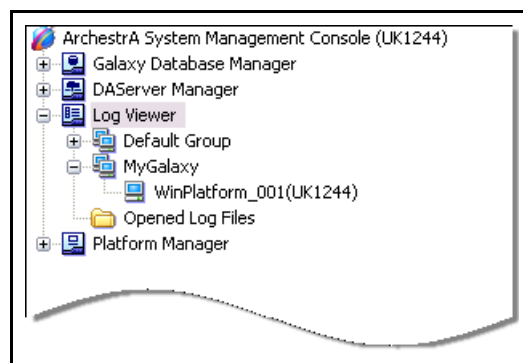 ArchestrA System Management Console (UK1244)
Galaxy Database Manager
DAServer Manager
Log Viewer
Default Group
MyGalaxy
WinPlatform_001(UK1244)
Opened Log Files
Platform Manager